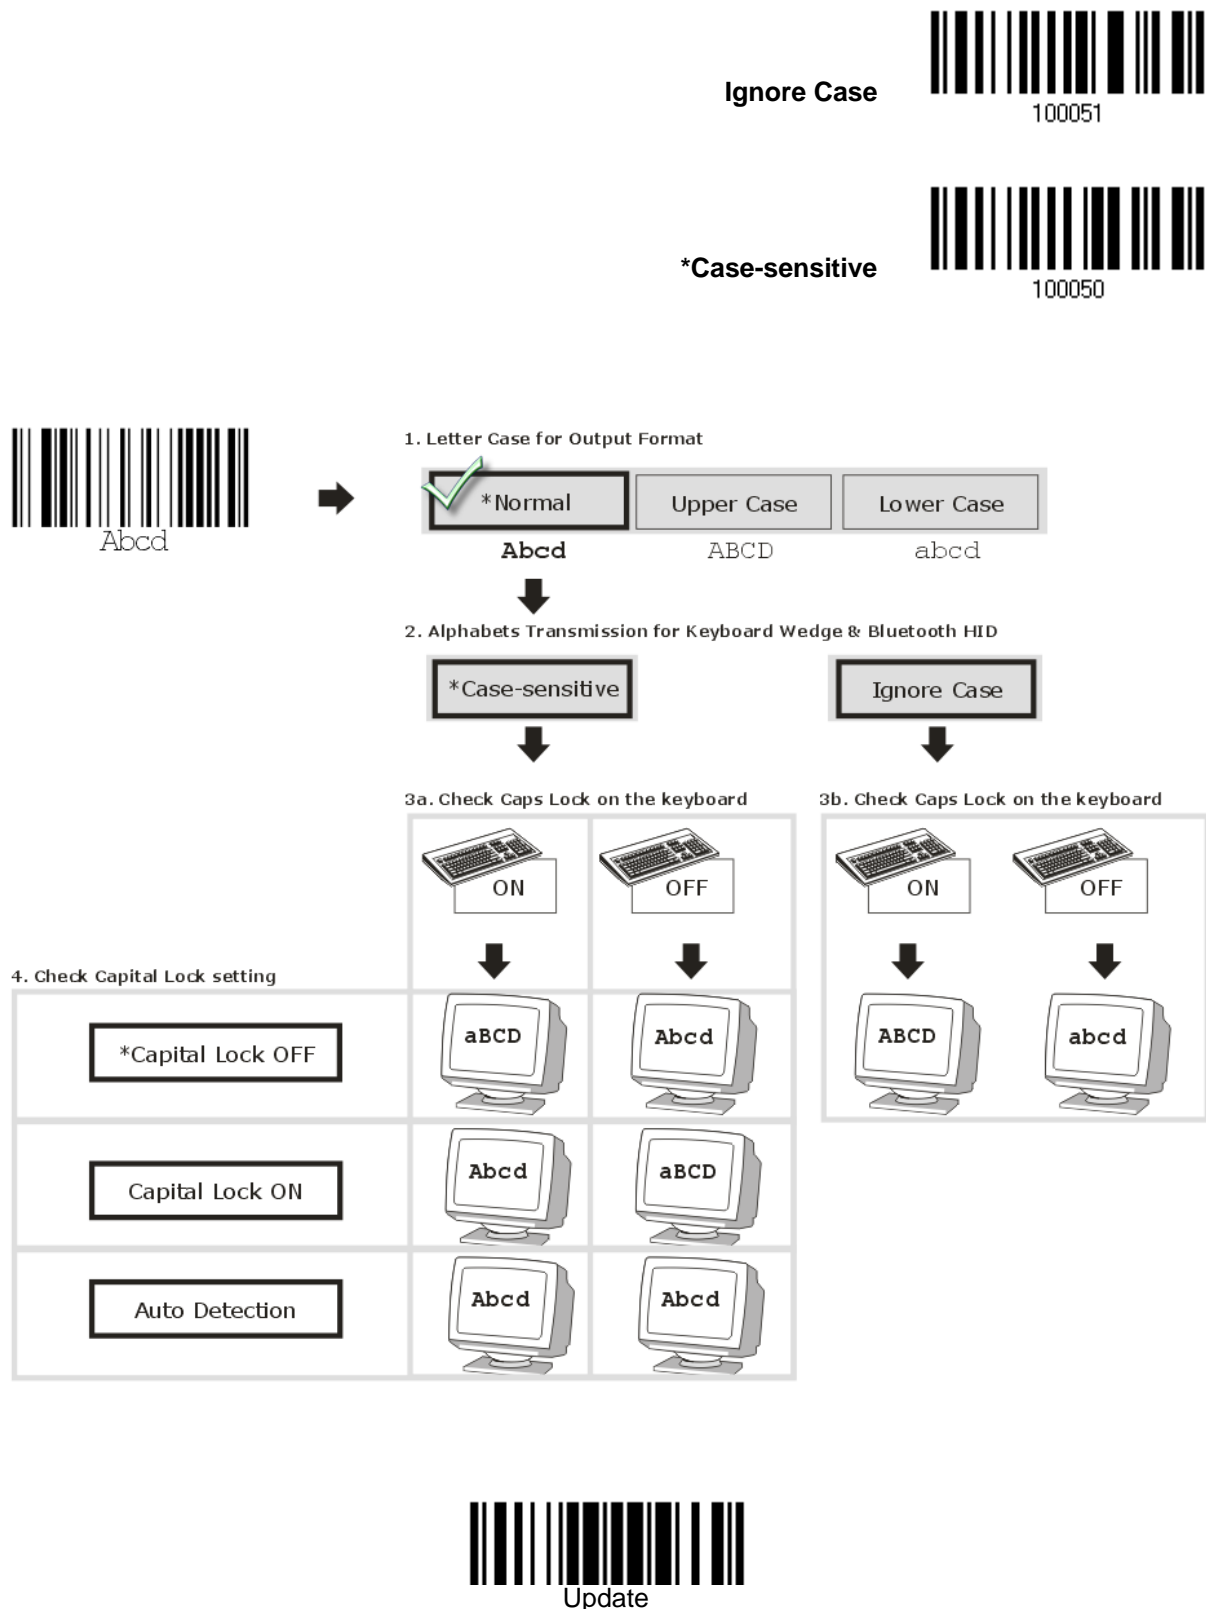 Ignore Case
100051
*Case-sensitive
100050
Abcd
1. Letter Case for Output Format
*Normal
Upper Case
Lower Case
Abcd
ABCD
abcd
2. Alphabets Transmission for Keyboard Wedge & Bluetooth HID
*Case-sensitive
Ignore Case
3a. Check Caps Lock on the keyboard
3b. Check Caps Lock on the keyboard
ON
OFF
ON
OFF
4. Check Capital Lock setting
*Capital Lock OFF
aBCD
Abcd
ABCD
abcd
Capital Lock ON
Abcd
aBCD
Auto Detection
Abcd
Abcd
Update